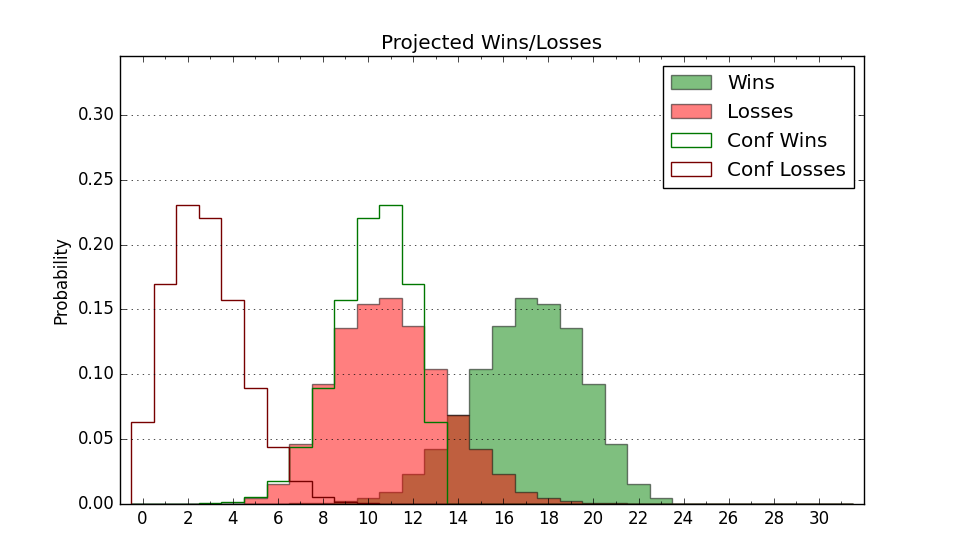 Projected Wins/Losses
Wins
Losses
Conf Wins
Conf Losses
Probability
0.30
0.25
0.20
0.15
0.10
0.05
0.00
0 2 4 6 8 10 12 14 16 18 20 22 24 26 28 30